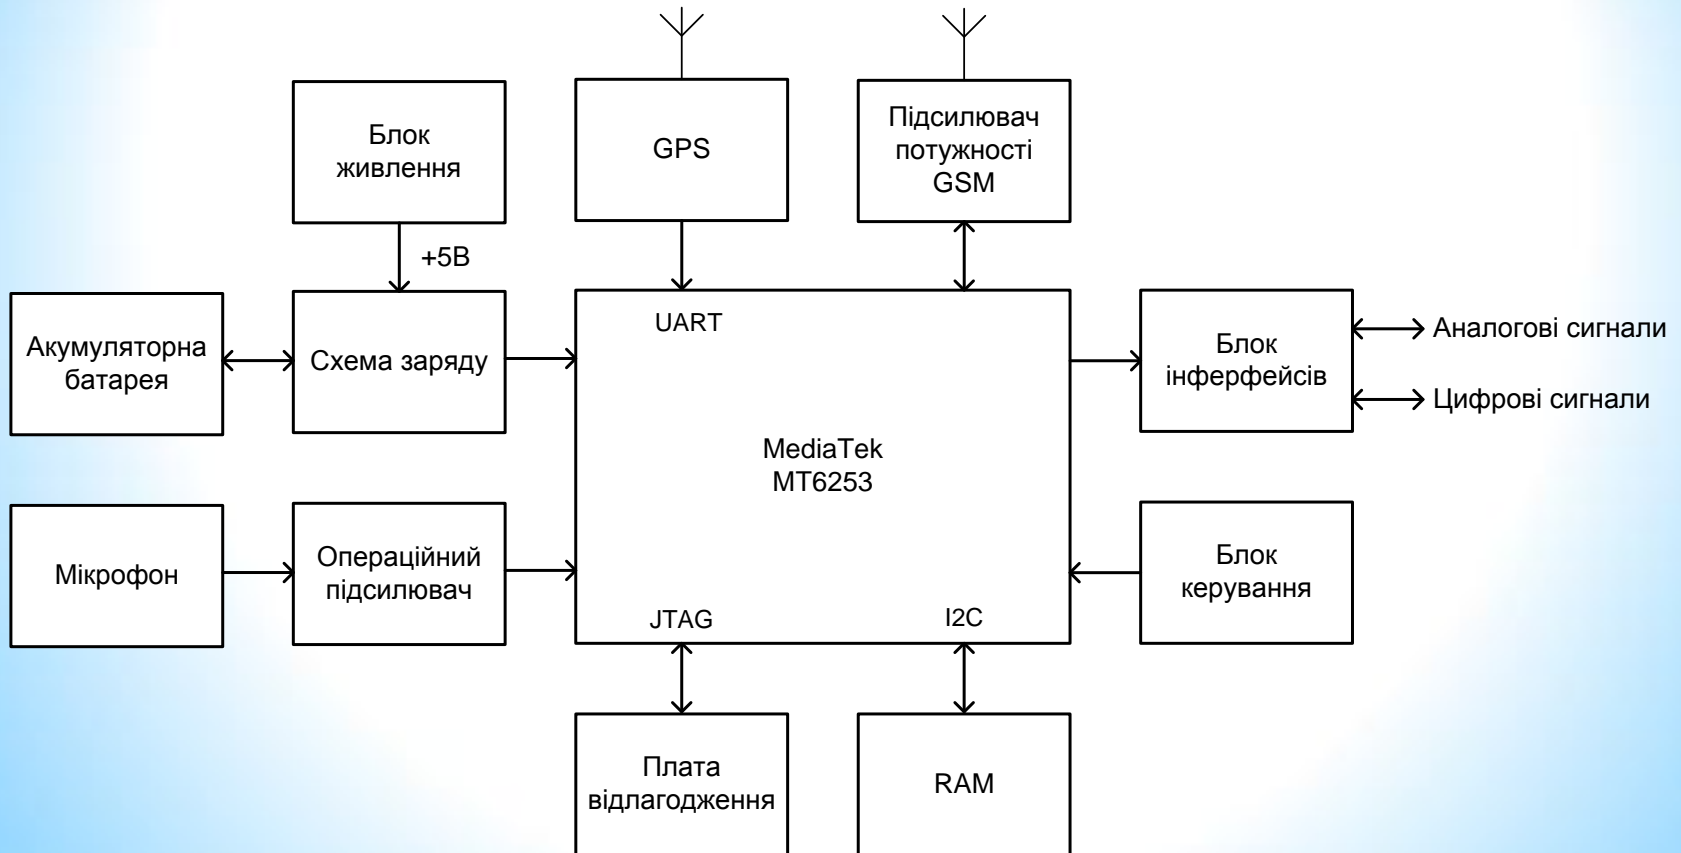 Блок
живлення
GPS
Підсилювач
потужності
GSM
+5В
Акумуляторна
батарея
Схема заряду
UART
Блок
інферфейсів
Аналогові сигнали
Цифрові сигнали
MediaTek
MT6253
Мікрофон
Операційний
підсилювач
JTAG
I2C
Блок
керування
Плата
відлагодження
RAM